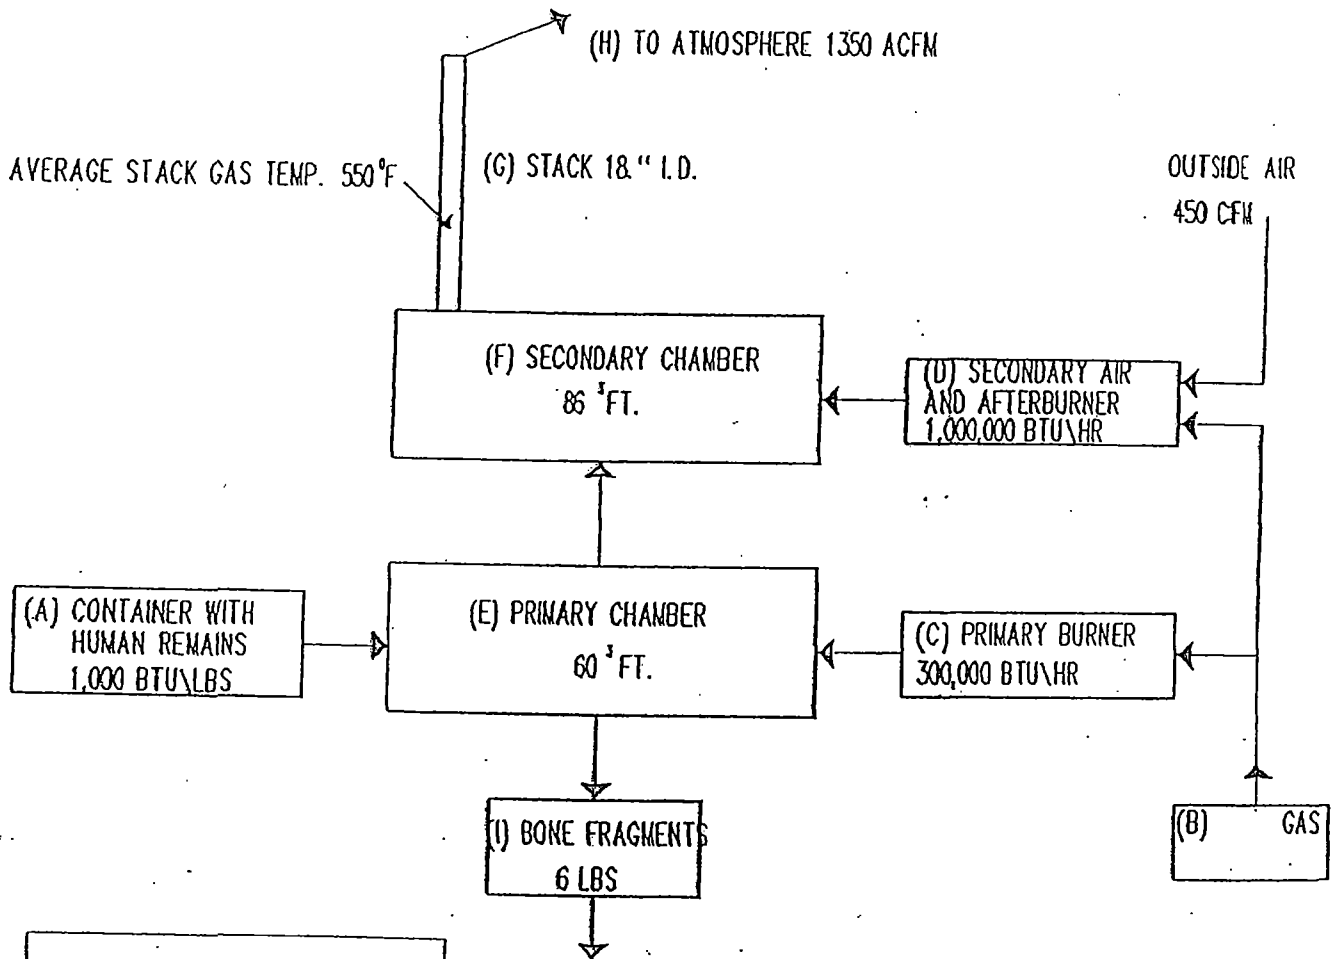 (H) TO ATMOSPHERE 1350 ACFM
AVERAGE STACK GAS TEMP. 550°F
(G) STACK 18." I.D.
OUTSIDE AIR
450 CFM
(F) SECONDARY CHAMBER
86 ³FT.
(D) SECONDARY AIR
AND AFTERBURNER
1,000,000 BTU\HR
(A) CONTAINER WITH
HUMAN REMAINS
1,000 BTU\LBS
(E) PRIMARY CHAMBER
60 ³FT.
(C) PRIMARY BURNER
300,000 BTU\HR
(I) BONE FRAGMENTS
6 LBS
(B) GAS